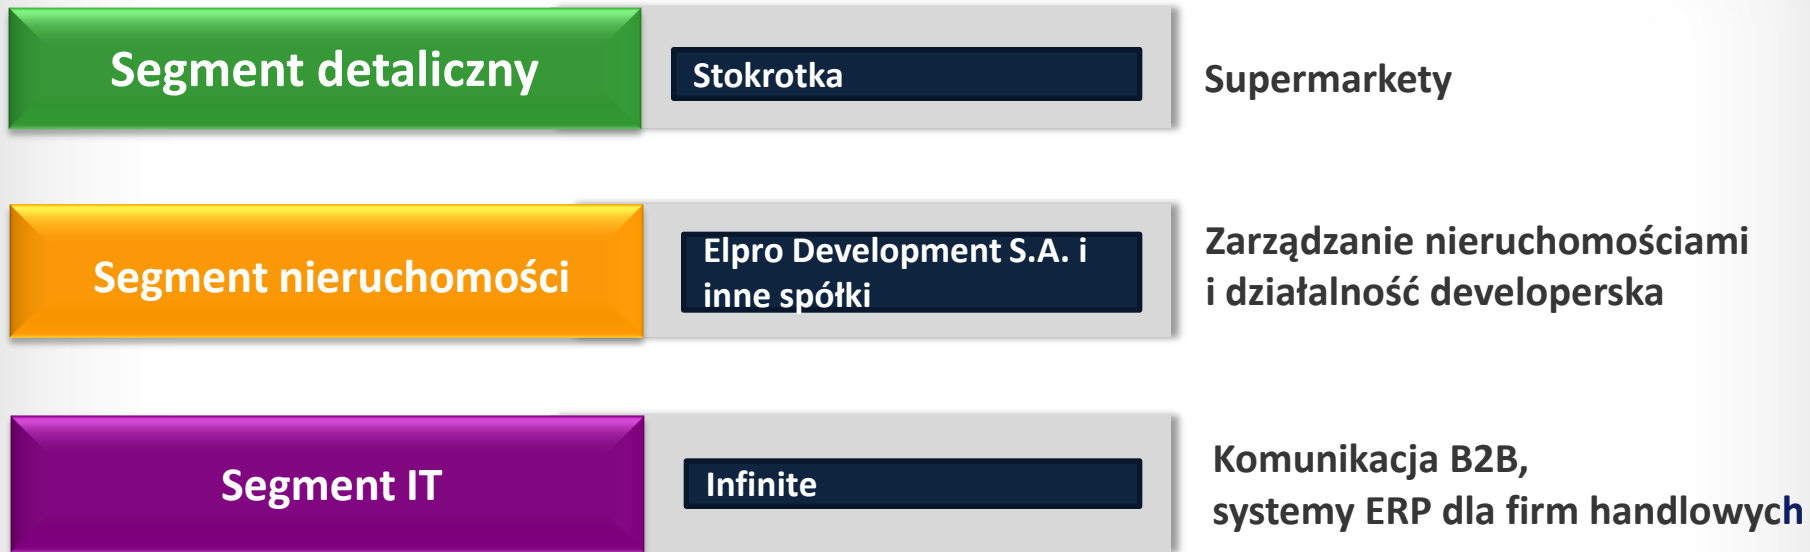 Segment detaliczny
Stokrotka
Supermarkety
Segment nieruchomości
Elpro Development S.A. i
inne spółki
Zarządzanie nieruchomościami
i działalność developerska
Segment IT
Infinite
Komunikacja B2B,
systemy ERP dla firm handlowych